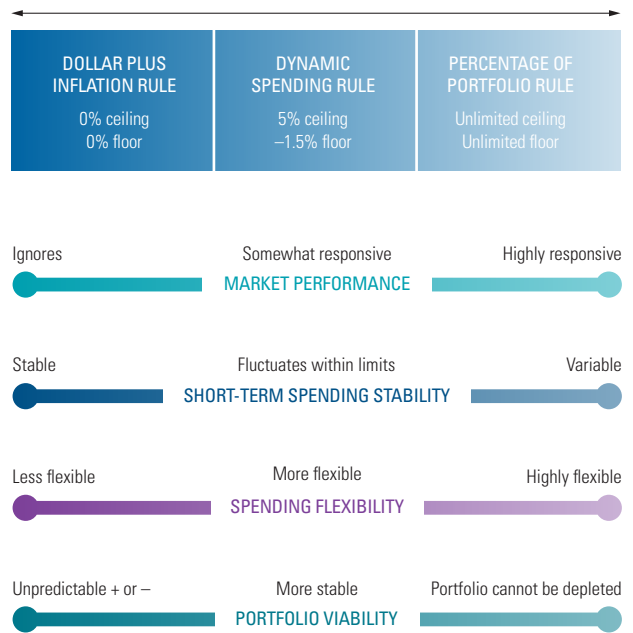 DOLLAR PLUS
INFLATION RULE
0% ceiling
0% floor
DYNAMIC
SPENDING RULE
5% ceiling
–1.5% floor
PERCENTAGE OF
PORTFOLIO RULE
Unlimited ceiling
Unlimited floor
Ignores Somewhat responsive Highly responsive
MARKET PERFORMANCE
Stable Fluctuates within limits Variable
SHORT-TERM SPENDING STABILITY
Less flexible More flexible Highly flexible
SPENDING FLEXIBILITY
Unpredictable + or – More stable Portfolio cannot be depleted
PORTFOLIO VIABILITY